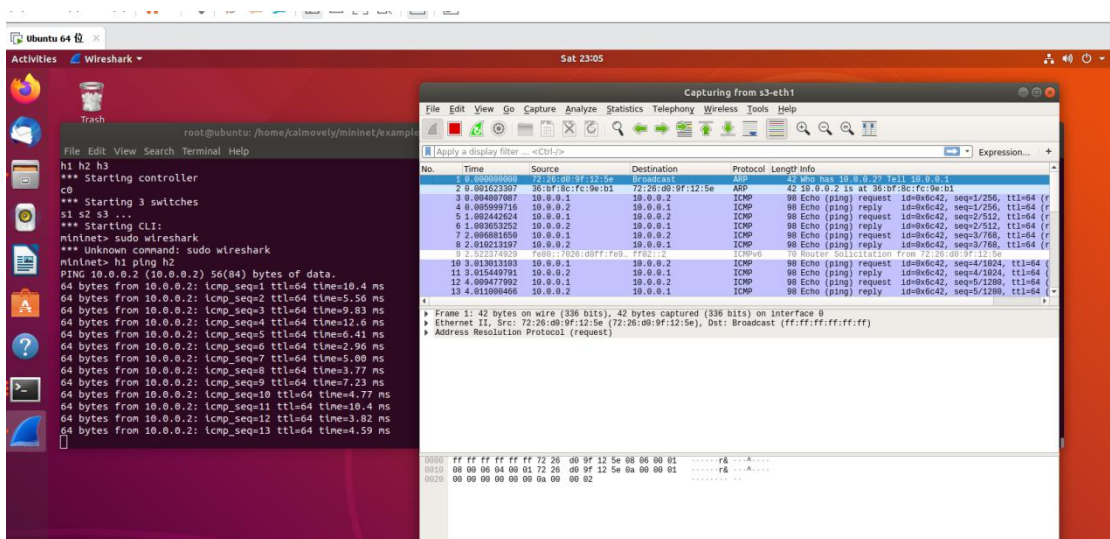 Ubuntu 64 位
Activities
Wireshark
Sat 23:05
Trash
root@ubuntu: /home/calmovely/mininet/example
File Edit View Search Terminal Help
h1 h2 h3
*** Starting controller
c0
*** Starting 3 switches
s1 s2 s3 ...
*** Starting CLI:
mininet> sudo wireshark
*** Unknown command: sudo wireshark
mininet> h1 ping h2
PING 10.0.0.2 (10.0.0.2) 56(84) bytes of data.
64 bytes from 10.0.0.2: icmp_seq=1 ttl=64 time=10.4 ms
64 bytes from 10.0.0.2: icmp_seq=2 ttl=64 time=5.56 ms
64 bytes from 10.0.0.2: icmp_seq=3 ttl=64 time=9.83 ms
64 bytes from 10.0.0.2: icmp_seq=4 ttl=64 time=12.6 ms
64 bytes from 10.0.0.2: icmp_seq=5 ttl=64 time=6.41 ms
64 bytes from 10.0.0.2: icmp_seq=6 ttl=64 time=2.96 ms
64 bytes from 10.0.0.2: icmp_seq=7 ttl=64 time=5.00 ms
64 bytes from 10.0.0.2: icmp_seq=8 ttl=64 time=3.77 ms
64 bytes from 10.0.0.2: icmp_seq=9 ttl=64 time=7.23 ms
64 bytes from 10.0.0.2: icmp_seq=10 ttl=64 time=4.77 ms
64 bytes from 10.0.0.2: icmp_seq=11 ttl=64 time=10.4 ms
64 bytes from 10.0.0.2: icmp_seq=12 ttl=64 time=3.82 ms
64 bytes from 10.0.0.2: icmp_seq=13 ttl=64 time=4.59 ms
Capturing from s3-eth1
File Edit View Go Capture Analyze Statistics Telephony Wireless Tools Help
Apply a display filter ... <Ctrl-/>
Expression... +
No. Time Source Destination Protocol Length Info
1 0.000000000 72:26:d0:9f:12:5e Broadcast ARP 42 Who has 10.0.0.2? Tell 10.0.0.1
2 0.001623307 36:bf:8c:fc:9e:b1 72:26:d0:9f:12:5e ARP 42 10.0.0.2 is at 36:bf:8c:fc:9e:b1
3 0.004807087 10.0.0.1 10.0.0.2 ICMP 98 Echo (ping) request id=0x6c42, seq=1/256, ttl=64 (r
4 0.005999716 10.0.0.2 10.0.0.1 ICMP 98 Echo (ping) reply id=0x6c42, seq=1/256, ttl=64 (r
5 1.002442624 10.0.0.1 10.0.0.2 ICMP 98 Echo (ping) request id=0x6c42, seq=2/512, ttl=64 (r
6 1.003653252 10.0.0.2 10.0.0.1 ICMP 98 Echo (ping) reply id=0x6c42, seq=2/512, ttl=64 (r
7 2.006881650 10.0.0.1 10.0.0.2 ICMP 98 Echo (ping) request id=0x6c42, seq=3/768, ttl=64 (r
8 2.010213197 10.0.0.2 10.0.0.1 ICMP 98 Echo (ping) reply id=0x6c42, seq=3/768, ttl=64 (r
9 2.522374929 fe80::7026:d0ff:fe9… ff02::2 ICMPv6 70 Router Solicitation from 72:26:d0:9f:12:5e
10 3.013013103 10.0.0.1 10.0.0.2 ICMP 98 Echo (ping) request id=0x6c42, seq=4/1024, ttl=64 (
11 3.015449791 10.0.0.2 10.0.0.1 ICMP 98 Echo (ping) reply id=0x6c42, seq=4/1024, ttl=64 (
12 4.009477992 10.0.0.1 10.0.0.2 ICMP 98 Echo (ping) request id=0x6c42, seq=5/1280, ttl=64 (
13 4.011000466 10.0.0.2 10.0.0.1 ICMP 98 Echo (ping) reply id=0x6c42, seq=5/1280, ttl=64 (
Frame 1: 42 bytes on wire (336 bits), 42 bytes captured (336 bits) on interface 0
Ethernet II, Src: 72:26:d0:9f:12:5e (72:26:d0:9f:12:5e), Dst: Broadcast (ff:ff:ff:ff:ff:ff)
Address Resolution Protocol (request)
0000 ff ff ff ff ff ff 72 26 d0 9f 12 5e 08 06 00 01 ······r& ···^····
0010 08 00 06 04 00 01 72 26 d0 9f 12 5e 0a 00 00 01 ······r& ···^····
0020 00 00 00 00 00 00 0a 00 00 02 ········ ··